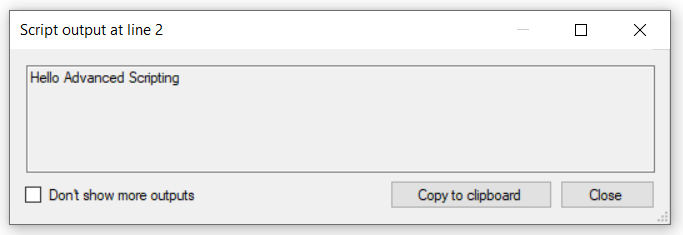 Script output at line 2
Hello Advanced Scripting
Don't show more outputs
Copy to clipboard
Close